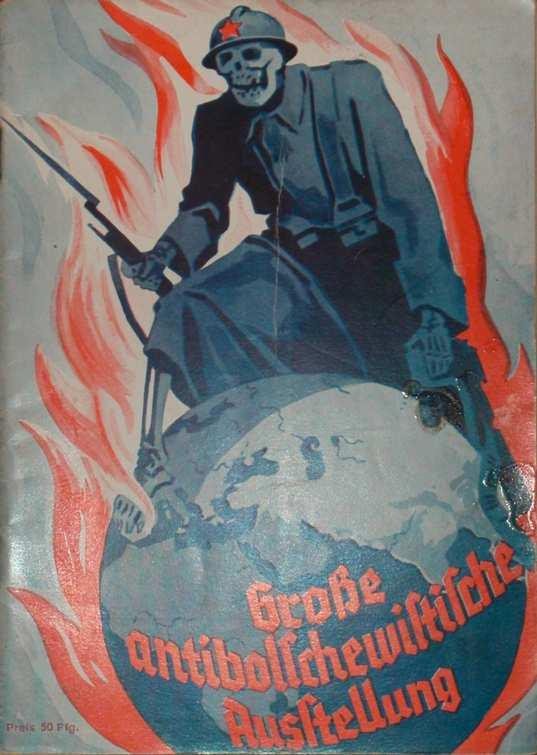 Große
antibolschewistische
Ausstellung
Preis 50 Pfg.